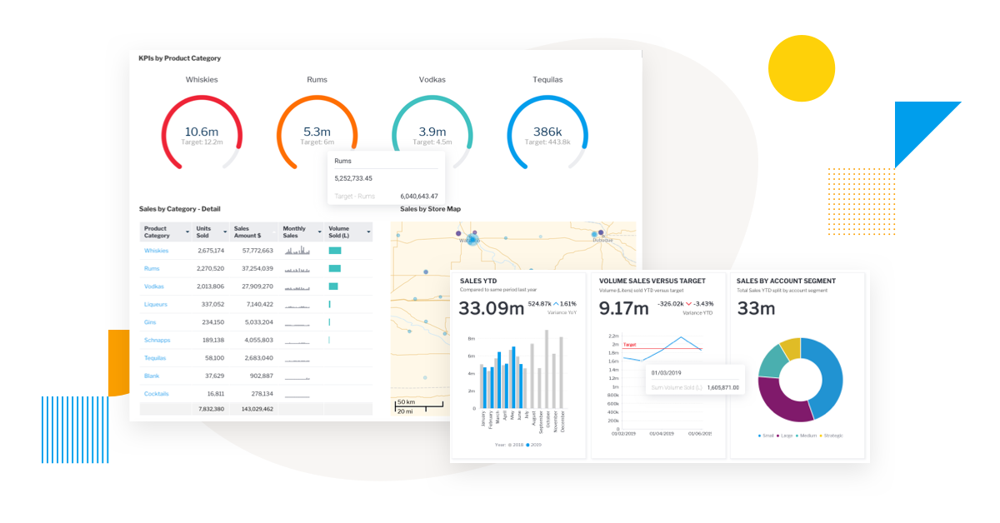 KPIs by Product Category
Whiskies
Rums
Vodkas
Tequilas
10.6m
Target: 12.2m
5.3m
Target: 6m
3.9m
Target: 4.5m
386k
Target: 443.8k
Rums
5,252,733.45
Target - Rums 6,040,643.47
Sales by Category - Detail
Product Category
Units Sold
Sales Amount $
Monthly Sales
Volume Sold (L)
Whiskies 2,675,174 57,772,663
Rums 2,270,520 37,254,039
Vodkas 2,013,806 27,909,270
Liqueurs 337,052 7,140,422
Gins 234,150 5,033,204
Schnapps 189,138 4,055,803
Tequilas 58,100 2,683,040
Blank 37,629 902,887
Cocktails 16,811 278,134
7,832,380 143,029,462
Sales by Store Map
Dubuque
50 km
20 mi
SALES YTD
Compared to same period last year
33.09m
524.87k 1.61%
Variance YoY
8m
6m
4m
2m
0
January
February
March
April
May
June
July
August
September
October
November
December
Year: 2018 2019
VOLUME SALES VERSUS TARGET
Volume (Liters) sold YTD versus target
9.17m
-326.02k -3.43%
Variance YTD
2.2m
2m
1.8m
1.6m
1.4m
1.2m
1m
800k
600k
400k
200k
0
Target
01/03/2019
Sum Volume Sold (L) 1,605,871.00
01/02/2019
01/04/2019
01/06/2019
SALES BY ACCOUNT SEGMENT
Total Sales YTD split by account segment
33m
Small Large Medium Strategic